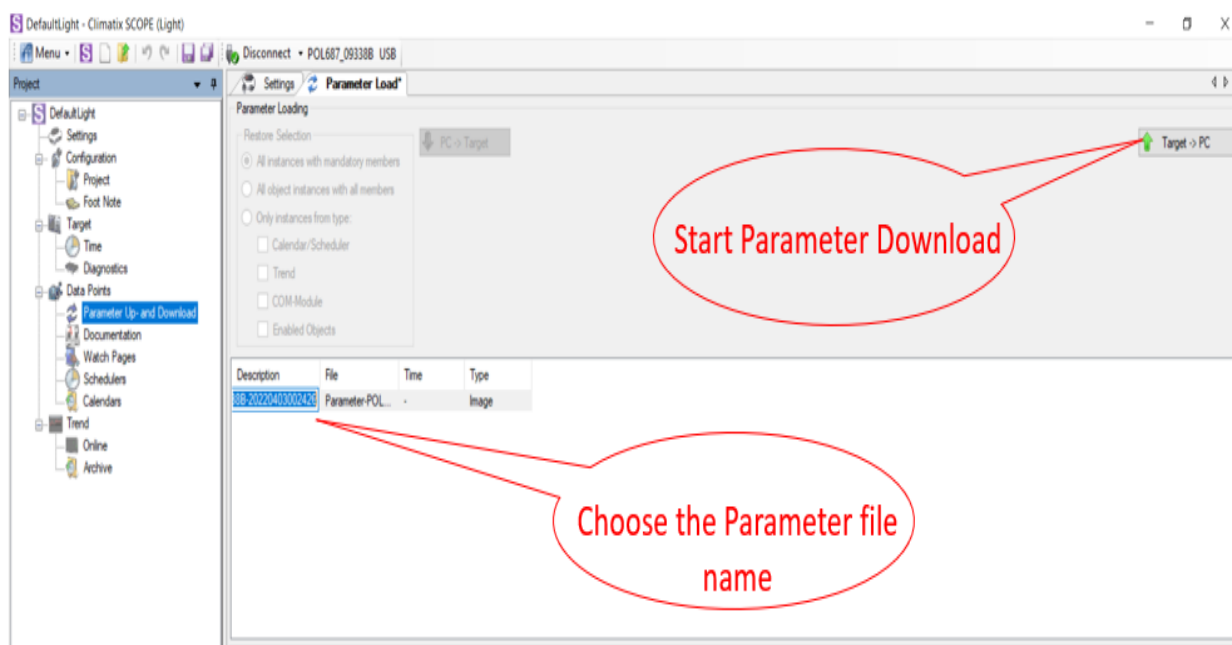 DefaultLight - Climatix SCOPE (Light)
Menu
Disconnect
POL687_09338B USB
Project
Settings
Parameter Load*
DefaultLight
Settings
Configuration
Project
Foot Note
Target
Time
Diagnostics
Data Points
Parameter Up- and Download
Documentation
Watch Pages
Schedulers
Calendars
Trend
Online
Archive
Parameter Loading
Restore Selection
All instances with mandatory members
All object instances with all members
Only instances from type:
Calendar/Scheduler
Trend
COM-Module
Enabled Objects
PC -> Target
Target -> PC
Start Parameter Download
Description File Time Type
38B-20220403002426 Parameter-POL... - Image
Choose the Parameter file
name